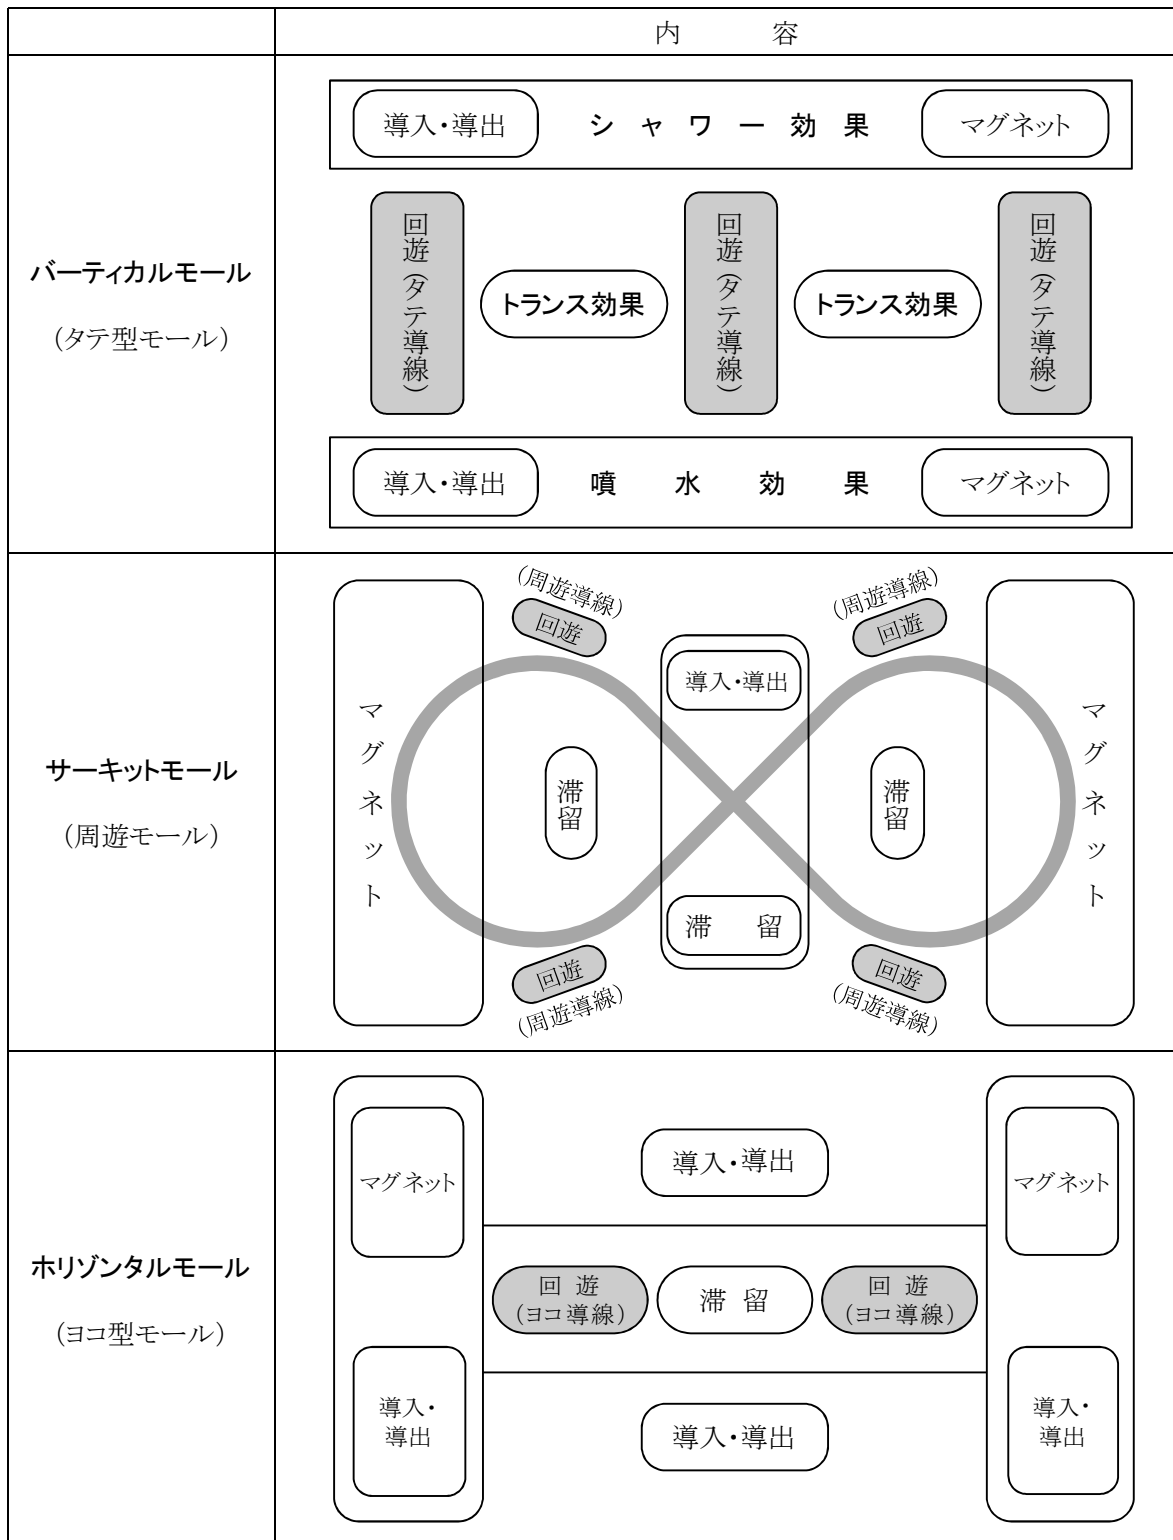 内 容
バーティカルモール
(タテ型モール)
導入・導出 シャワー効果 マグネット
回遊(タテ導線)
トランス効果
回遊(タテ導線)
トランス効果
回遊(タテ導線)
導入・導出 噴水効果 マグネット
サーキットモール
(周遊モール)
マグネット
(周遊導線)
回遊
(周遊導線)
回遊
導入・導出
滞留
滞留
滞 留
回遊
(周遊導線)
回遊
(周遊導線)
マグネット
ホリゾンタルモール
(ヨコ型モール)
マグネット
導入・導出
マグネット
回 遊
(ヨコ導線)
滞 留
回 遊
(ヨコ導線)
導入・
導出
導入・導出
導入・
導出